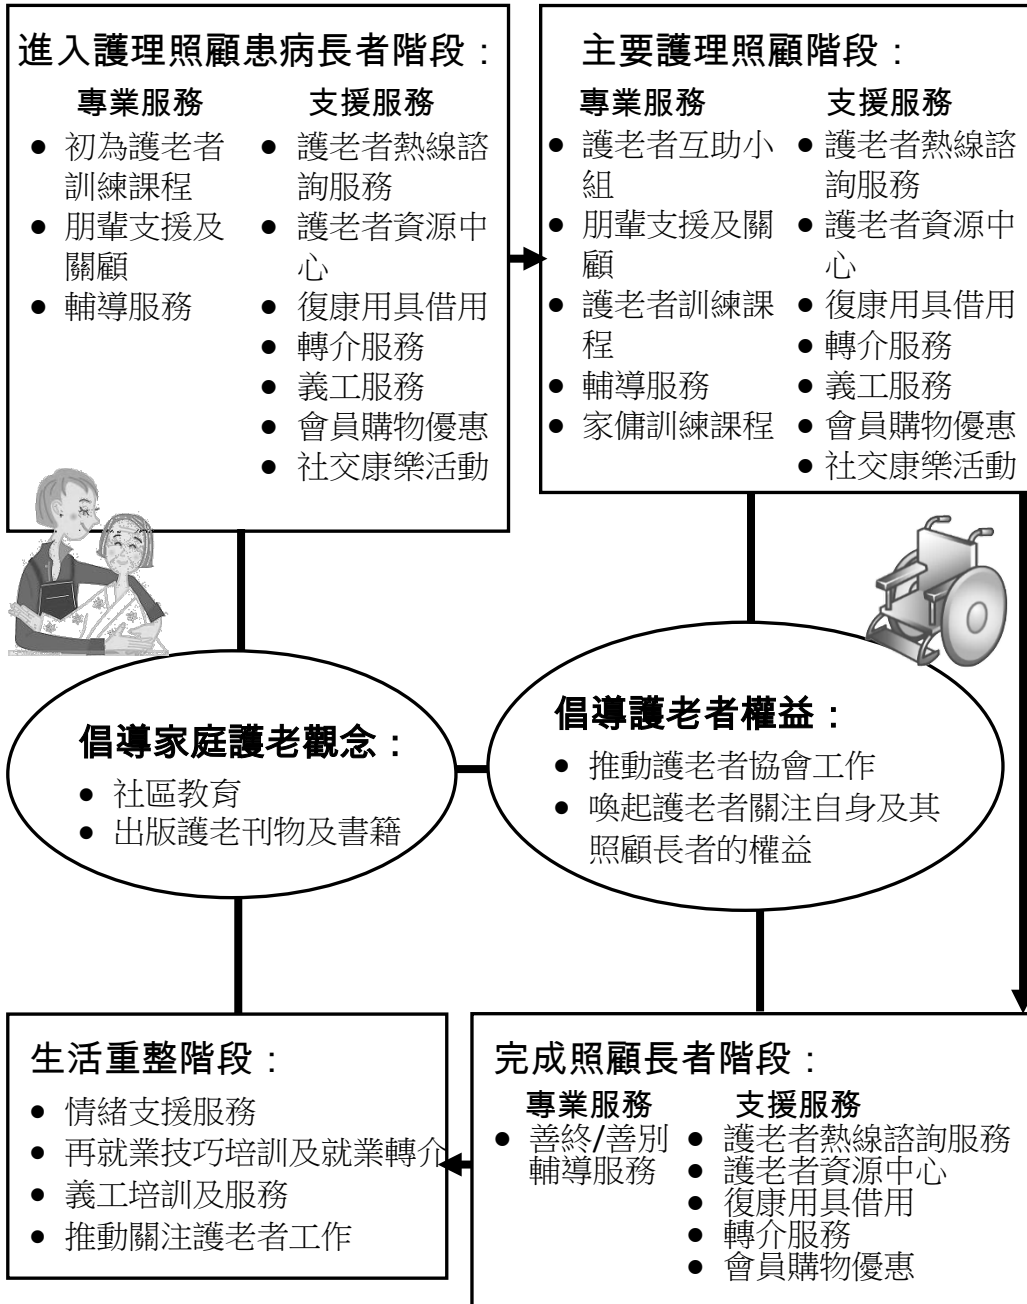 進入護理照顧患病長者階段：
專業服務
● 初為護老者
訓練課程
● 朋輩支援及
關顧
● 輔導服務
支援服務
● 護老者熱線諮
詢服務
● 護老者資源中
心
● 復康用具借用
● 轉介服務
● 義工服務
● 會員購物優惠
● 社交康樂活動
主要護理照顧階段：
專業服務
● 護老者互助小
組
● 朋輩支援及關
顧
● 護老者訓練課
程
● 輔導服務
● 家傭訓練課程
支援服務
● 護老者熱線諮
詢服務
● 護老者資源中
心
● 復康用具借用
● 轉介服務
● 義工服務
● 會員購物優惠
● 社交康樂活動
倡導家庭護老觀念：
● 社區教育
● 出版護老刊物及書籍
倡導護老者權益：
● 推動護老者協會工作
● 喚起護老者關注自身及其
照顧長者的權益
生活重整階段：
● 情緒支援服務
● 再就業技巧培訓及就業轉介
● 義工培訓及服務
● 推動關注護老者工作
完成照顧長者階段：
專業服務
● 善終/善別
輔導服務
支援服務
● 護老者熱線諮詢服務
● 護老者資源中心
● 復康用具借用
● 轉介服務
● 會員購物優惠